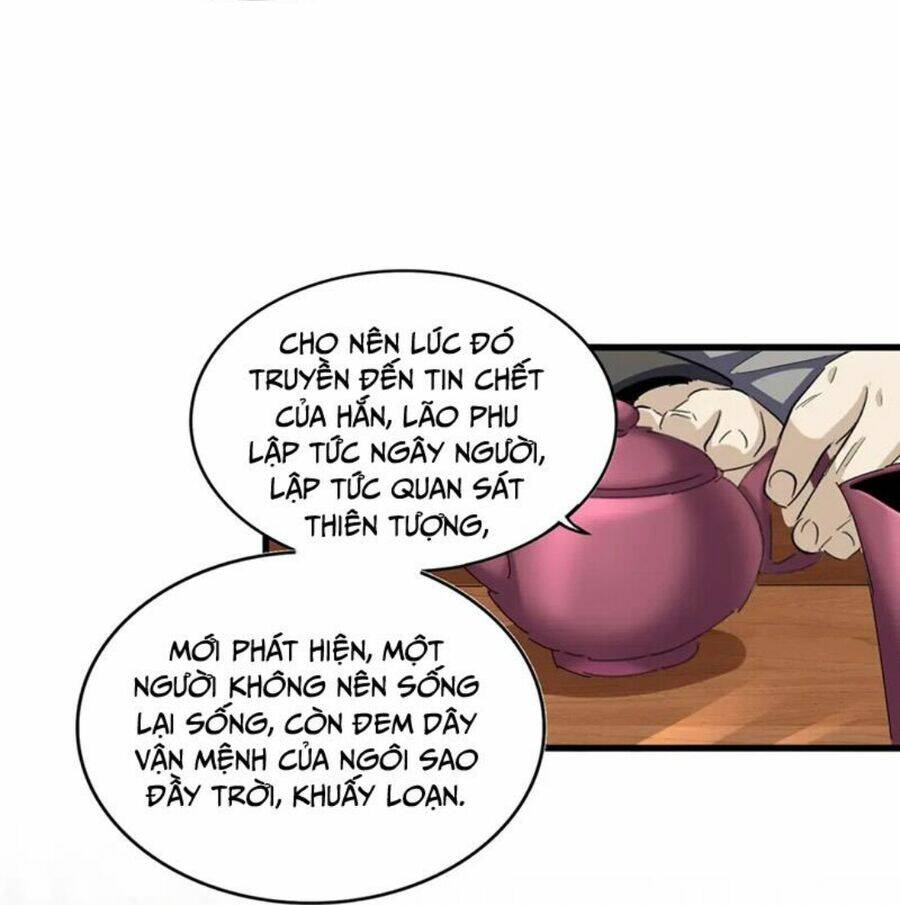 CHO NÊN LÚC ĐÓ
TRUYỀN ĐẾN TIN CHẾT
CỦA HẮN, LÃO PHU
LẬP TỨC NGÂY NGƯỜI,
LẬP TỨC QUAN SÁT
THIÊN TƯỢNG,
MỚI PHÁT HIỆN, MỘT
NGƯỜI KHÔNG NÊN SỐNG
LẠI SỐNG, CÒN ĐEM DÂY
VẬN MỆNH CỦA NGÔI SAO
ĐẦY TRỜI, KHUẤY LOẠN.